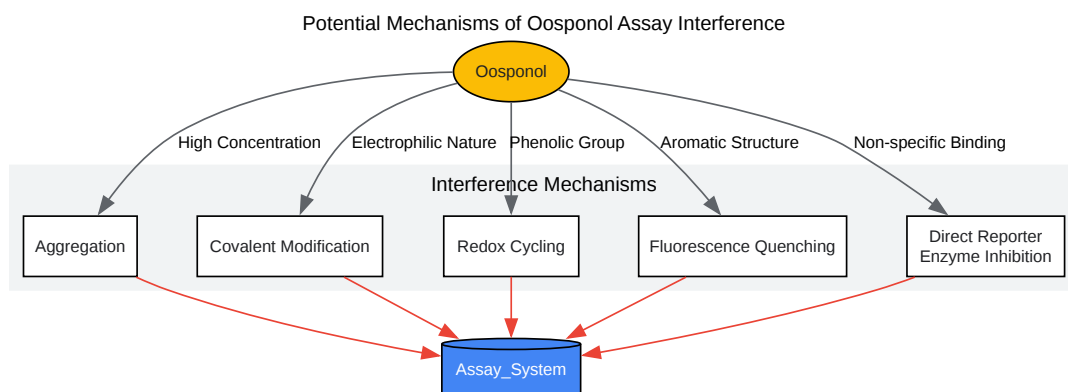 Potential Mechanisms of Oosponol Assay Interference
Oosponol
High Concentration
Electrophilic Nature
Phenolic Group
Aromatic Structure
Non-specific Binding
Interference Mechanisms
Aggregation
Covalent Modification
Redox Cycling
Fluorescence Quenching
Direct Reporter
Enzyme Inhibition
Assay_System